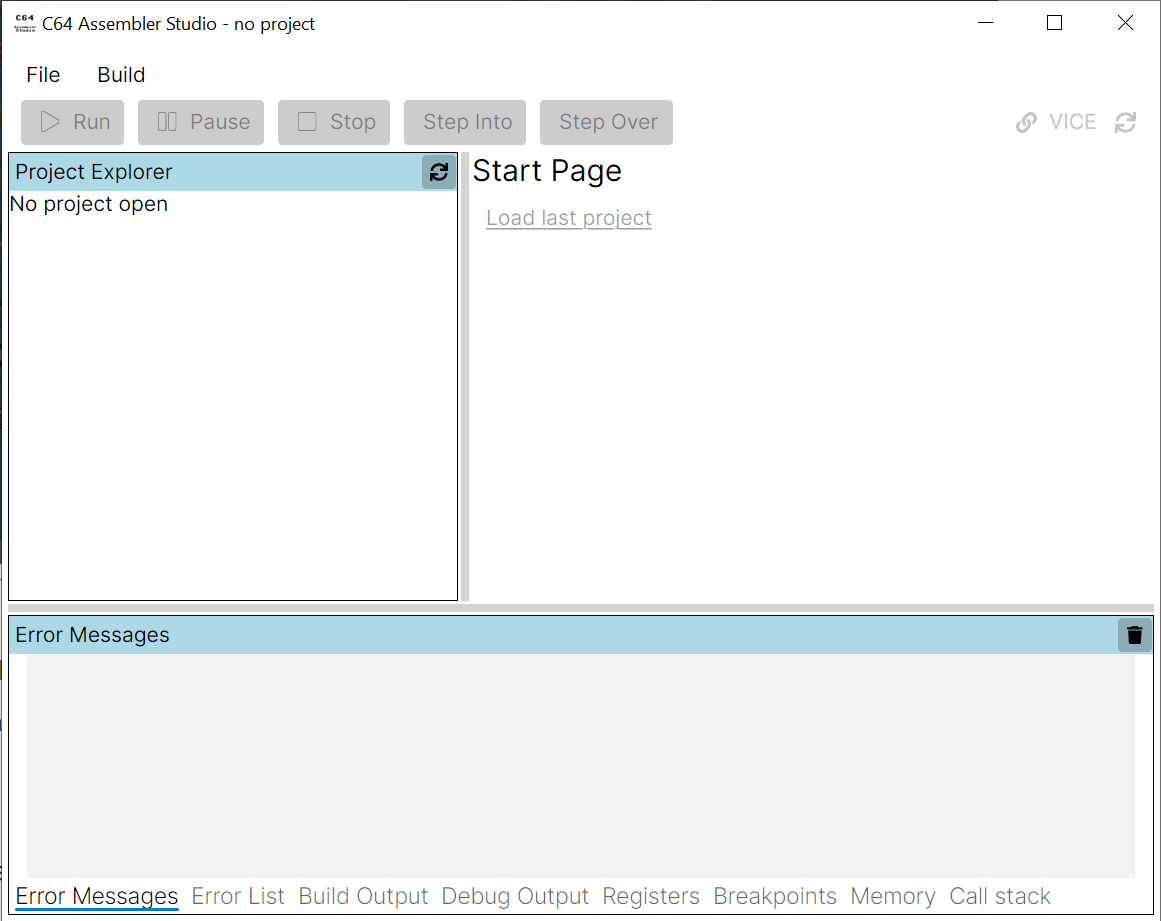 C64 Assembler Studio - no project
File Build
Run Pause Stop Step Into Step Over VICE
Project Explorer
Start Page
No project open
Load last project
Error Messages
Error Messages Error List Build Output Debug Output Registers Breakpoints Memory Call stack